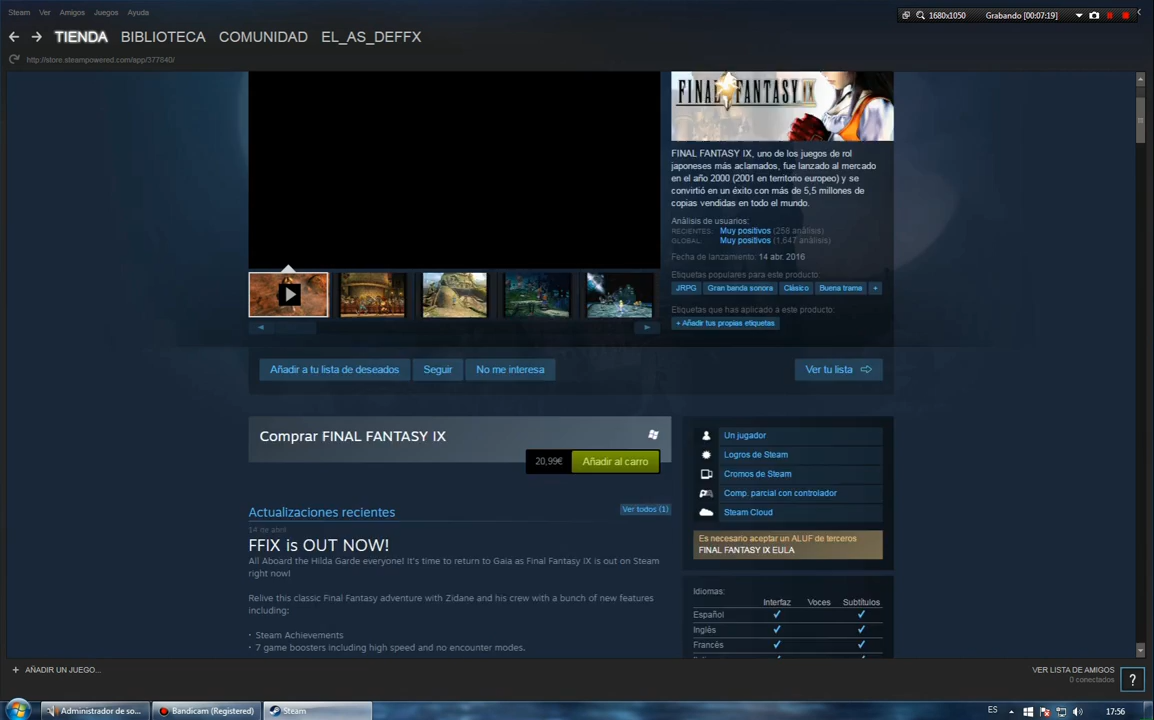 Steam Ver Amigos Juegos Ayuda
1680x1050 Grabando [00:07:19]
TIENDA BIBLIOTECA COMUNIDAD EL_AS_DEFFX
http://store.steampowered.com/app/377840/
FINAL FANTASY IX
FINAL FANTASY IX, uno de los juegos de rol
japoneses más aclamados, fue lanzado al mercado
en el año 2000 (2001 en territorio europeo) y se
convirtió en un éxito con más de 5,5 millones de
copias vendidas en todo el mundo.
Análisis de usuarios:
RECIENTES: Muy positivos (258 análisis)
GLOBAL: Muy positivos (1,647 análisis)
Fecha de lanzamiento: 14 abr. 2016
Etiquetas populares para este producto:
JRPG Gran banda sonora Clásico Buena trama +
Etiquetas que has aplicado a este producto:
+ Añadir tus propias etiquetas
Añadir a tu lista de deseados Seguir No me interesa Ver tu lista
Comprar FINAL FANTASY IX
20,99€ Añadir al carro
Un jugador
Logros de Steam
Cromos de Steam
Comp. parcial con controlador
Steam Cloud
Es necesario aceptar un ALUF de terceros
FINAL FANTASY IX EULA
Actualizaciones recientes Ver todos (1)
14 de abril
FFIX is OUT NOW!
All Aboard the Hilda Garde everyone! It's time to return to Gaia as Final Fantasy IX is out on Steam
right now!
Relive this classic Final Fantasy adventure with Zidane and his crew with a bunch of new features
including:
· Steam Achievements
· 7 game boosters including high speed and no encounter modes.
Idiomas:
Interfaz Voces Subtítulos
Español
Inglés
Francés
+ AÑADIR UN JUEGO...
VER LISTA DE AMIGOS
0 conectados
?
Administrador de so... Bandicam (Registered) Steam
ES 17:56